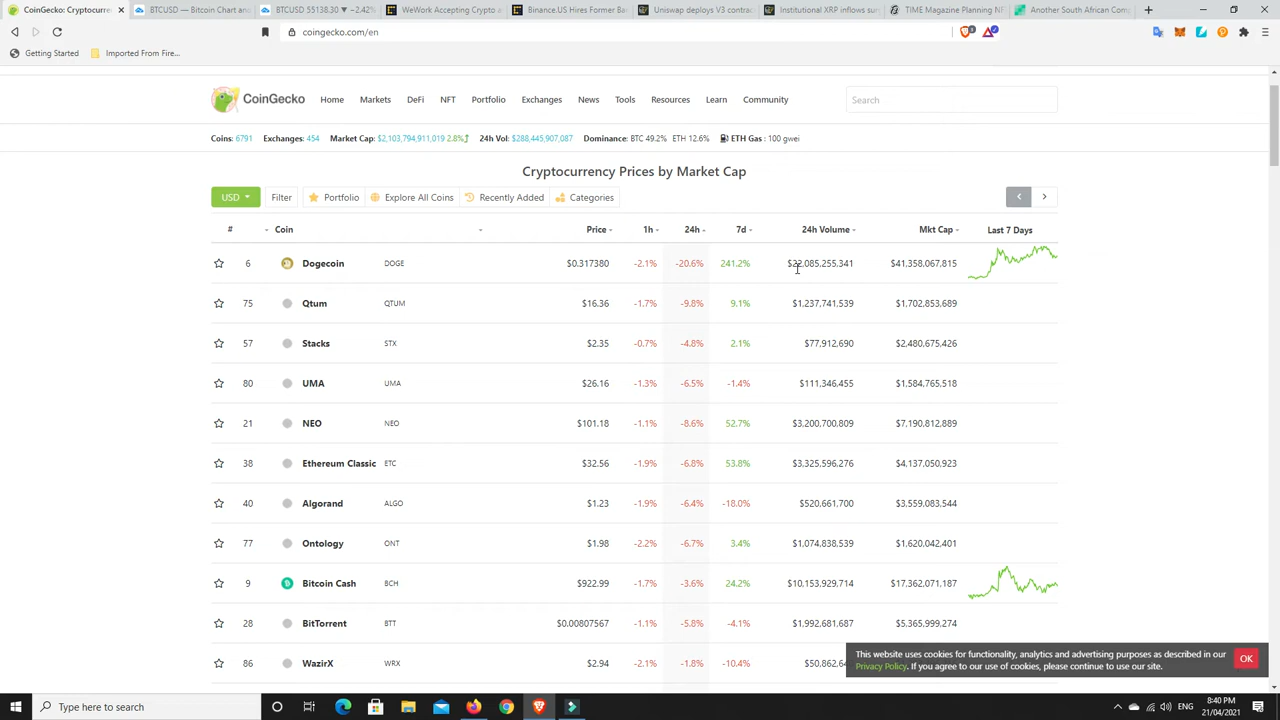 CoinGecko: Cryptocurrenc
BTCUSD — Bitcoin Chart and
BTCUSD 55138.30 ▼ −2.42%
WeWork Accepting Crypto a
Binance.US Hires Former Ba
Uniswap deploys V3 contrac
Institutional XRP inflows sur
TIME Magazine Planning NF
Another South African Com
coingecko.com/en
Getting Started
Imported From Fire...
CoinGecko
Home
Markets
DeFi
NFT
Portfolio
Exchanges
News
Tools
Resources
Learn
Community
Search
Coins: 6791 Exchanges: 454 Market Cap: $2,103,794,911,019 2.8% 24h Vol: $288,445,907,087 Dominance: BTC 49.2% ETH 12.6% ETH Gas: 100 gwei
Cryptocurrency Prices by Market Cap
USD Filter Portfolio Explore All Coins Recently Added Categories
# Coin Price 1h 24h 7d 24h Volume Mkt Cap Last 7 Days
6 Dogecoin DOGE $0.317380 -2.1% -20.6% 241.2% $22,085,255,341 $41,358,067,815
75 Qtum QTUM $16.36 -1.7% -9.8% 9.1% $1,237,741,539 $1,702,853,689
57 Stacks STX $2.35 -0.7% -4.8% 2.1% $77,912,690 $2,480,675,426
80 UMA UMA $26.16 -1.3% -6.5% -1.4% $111,346,455 $1,584,765,518
21 NEO NEO $101.18 -1.1% -8.6% 52.7% $3,200,700,809 $7,190,812,889
38 Ethereum Classic ETC $32.56 -1.9% -6.8% 53.8% $3,325,596,276 $4,137,050,923
40 Algorand ALGO $1.23 -1.9% -6.4% -18.0% $520,661,700 $3,559,083,544
77 Ontology ONT $1.98 -2.2% -6.7% 3.4% $1,074,838,539 $1,620,042,401
9 Bitcoin Cash BCH $922.99 -1.7% -3.6% 24.2% $10,153,929,714 $17,362,071,187
28 BitTorrent BTT $0.00807567 -1.1% -5.8% -4.1% $1,992,681,687 $5,365,999,274
86 WazirX WRX $2.94 -2.1% -1.8% -10.4% $50,862,6
This website uses cookies for functionality, analytics and advertising purposes as described in our
Privacy Policy. If you agree to our use of cookies, please continue to use our site.
OK
Type here to search
ENG
8:40 PM
21/04/2021